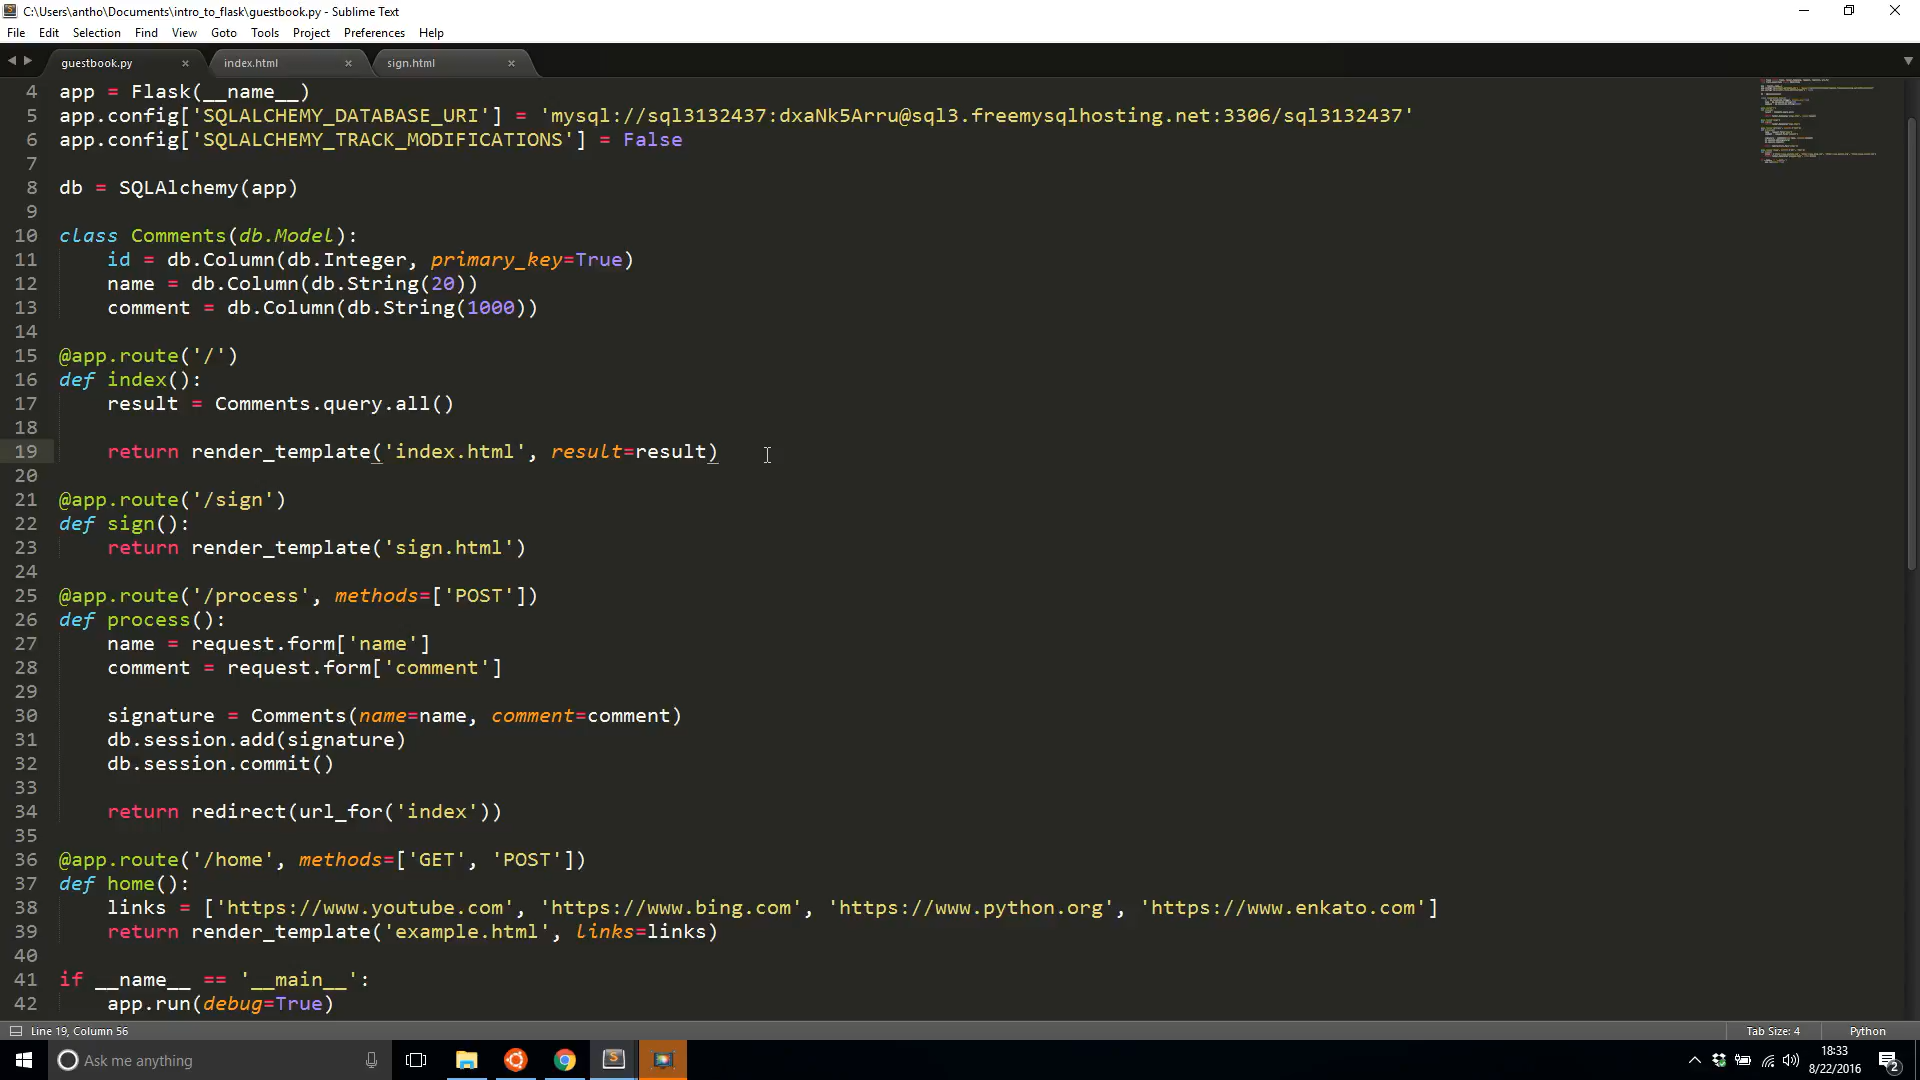 C:\Users\antho\Documents\intro_to_flask\guestbook.py - Sublime Text
File Edit Selection Find View Goto Tools Project Preferences Help
guestbook.py × index.html × sign.html ×
4 app = Flask(__name__)
5 app.config['SQLALCHEMY_DATABASE_URI'] = 'mysql://sql3132437:dxaNk5Arru@sql3.freemysqlhosting.net:3306/sql3132437'
6 app.config['SQLALCHEMY_TRACK_MODIFICATIONS'] = False
7
8 db = SQLAlchemy(app)
9
10 class Comments(db.Model):
11     id = db.Column(db.Integer, primary_key=True)
12     name = db.Column(db.String(20))
13     comment = db.Column(db.String(1000))
14
15 @app.route('/')
16 def index():
17     result = Comments.query.all()
18
19     return render_template('index.html', result=result)
20
21 @app.route('/sign')
22 def sign():
23     return render_template('sign.html')
24
25 @app.route('/process', methods=['POST'])
26 def process():
27     name = request.form['name']
28     comment = request.form['comment']
29
30     signature = Comments(name=name, comment=comment)
31     db.session.add(signature)
32     db.session.commit()
33
34     return redirect(url_for('index'))
35
36 @app.route('/home', methods=['GET', 'POST'])
37 def home():
38     links = ['https://www.youtube.com', 'https://www.bing.com', 'https://www.python.org', 'https://www.enkato.com']
39     return render_template('example.html', links=links)
40
41 if __name__ == '__main__':
42     app.run(debug=True)
Line 19, Column 56 Tab Size: 4 Python
Ask me anything
18:33
8/22/2016
2